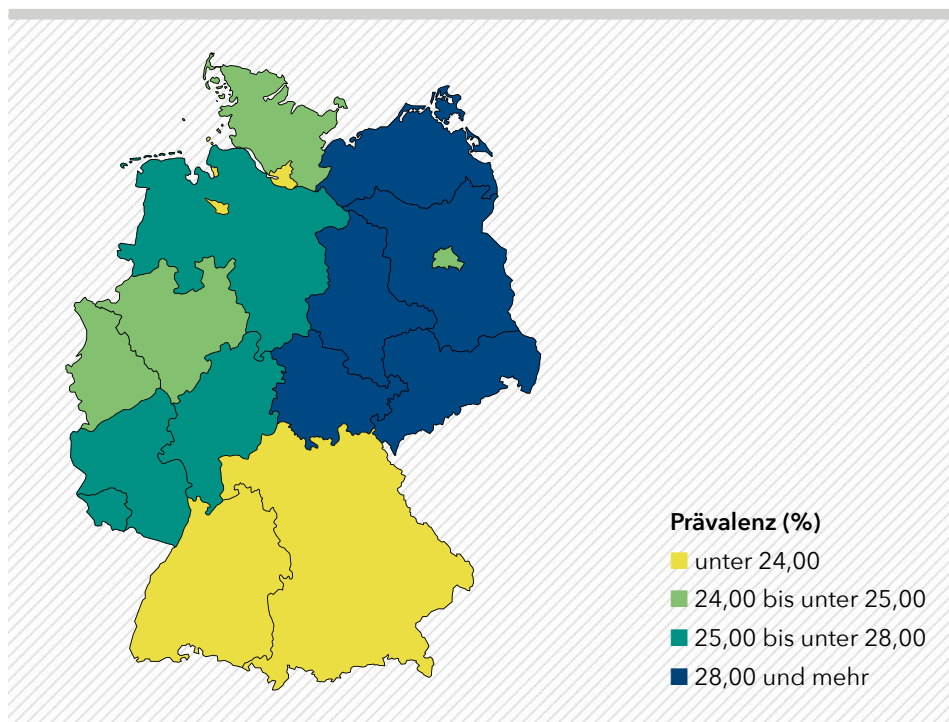 Prävalenz (%)
unter 24,00
24,00 bis unter 25,00
25,00 bis unter 28,00
28,00 und mehr